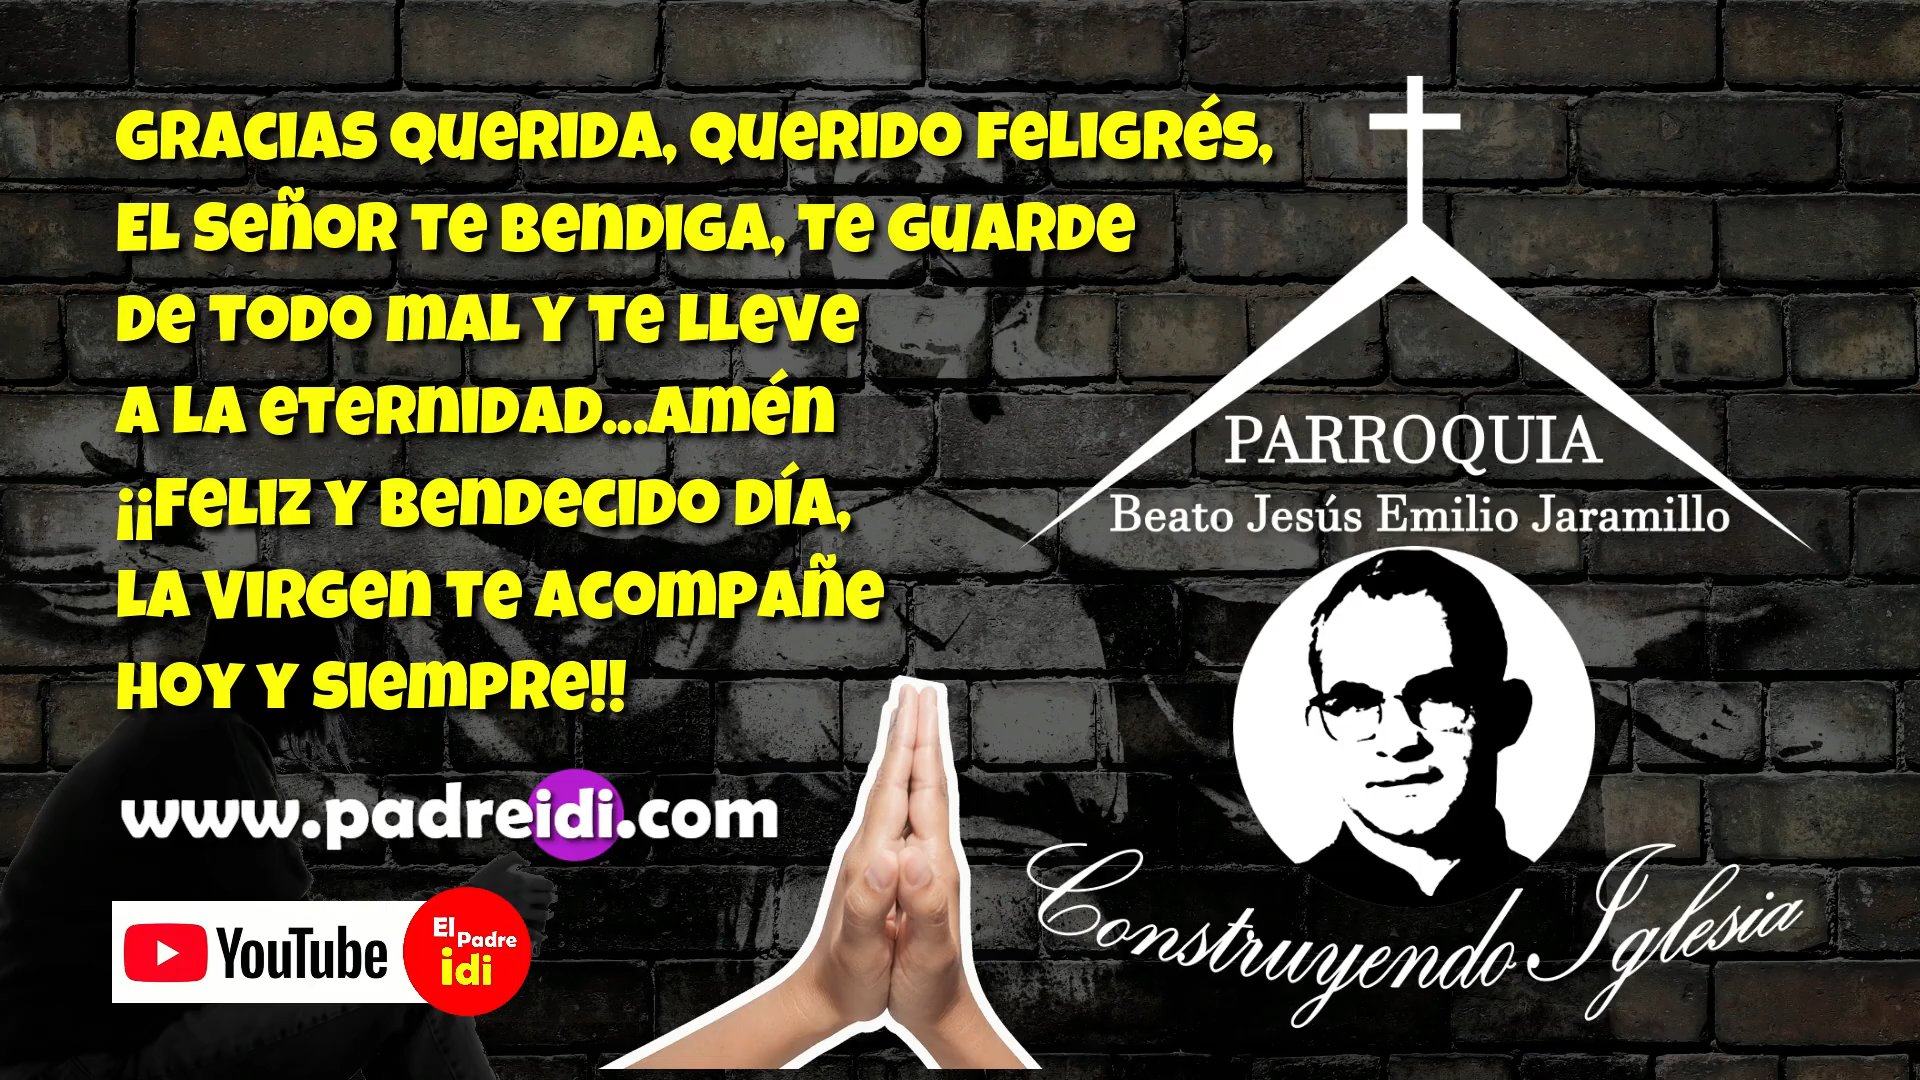 GRACIAS QUERIDA, QUERIDO FELIGRÉS,
EL SEÑOR TE BENDIGA, TE GUARDE
DE TODO MAL Y TE LLEVE
A LA ETERNIDAD...AMÉN
¡¡FELIZ Y BENDECIDO DÍA,
LA VIRGEN TE ACOMPAÑE
HOY Y SIEMPRE!!
www.padreidi.com
YouTube
El Padre
idi
PARROQUIA
Beato Jesús Emilio Jaramillo
Construyendo Iglesia